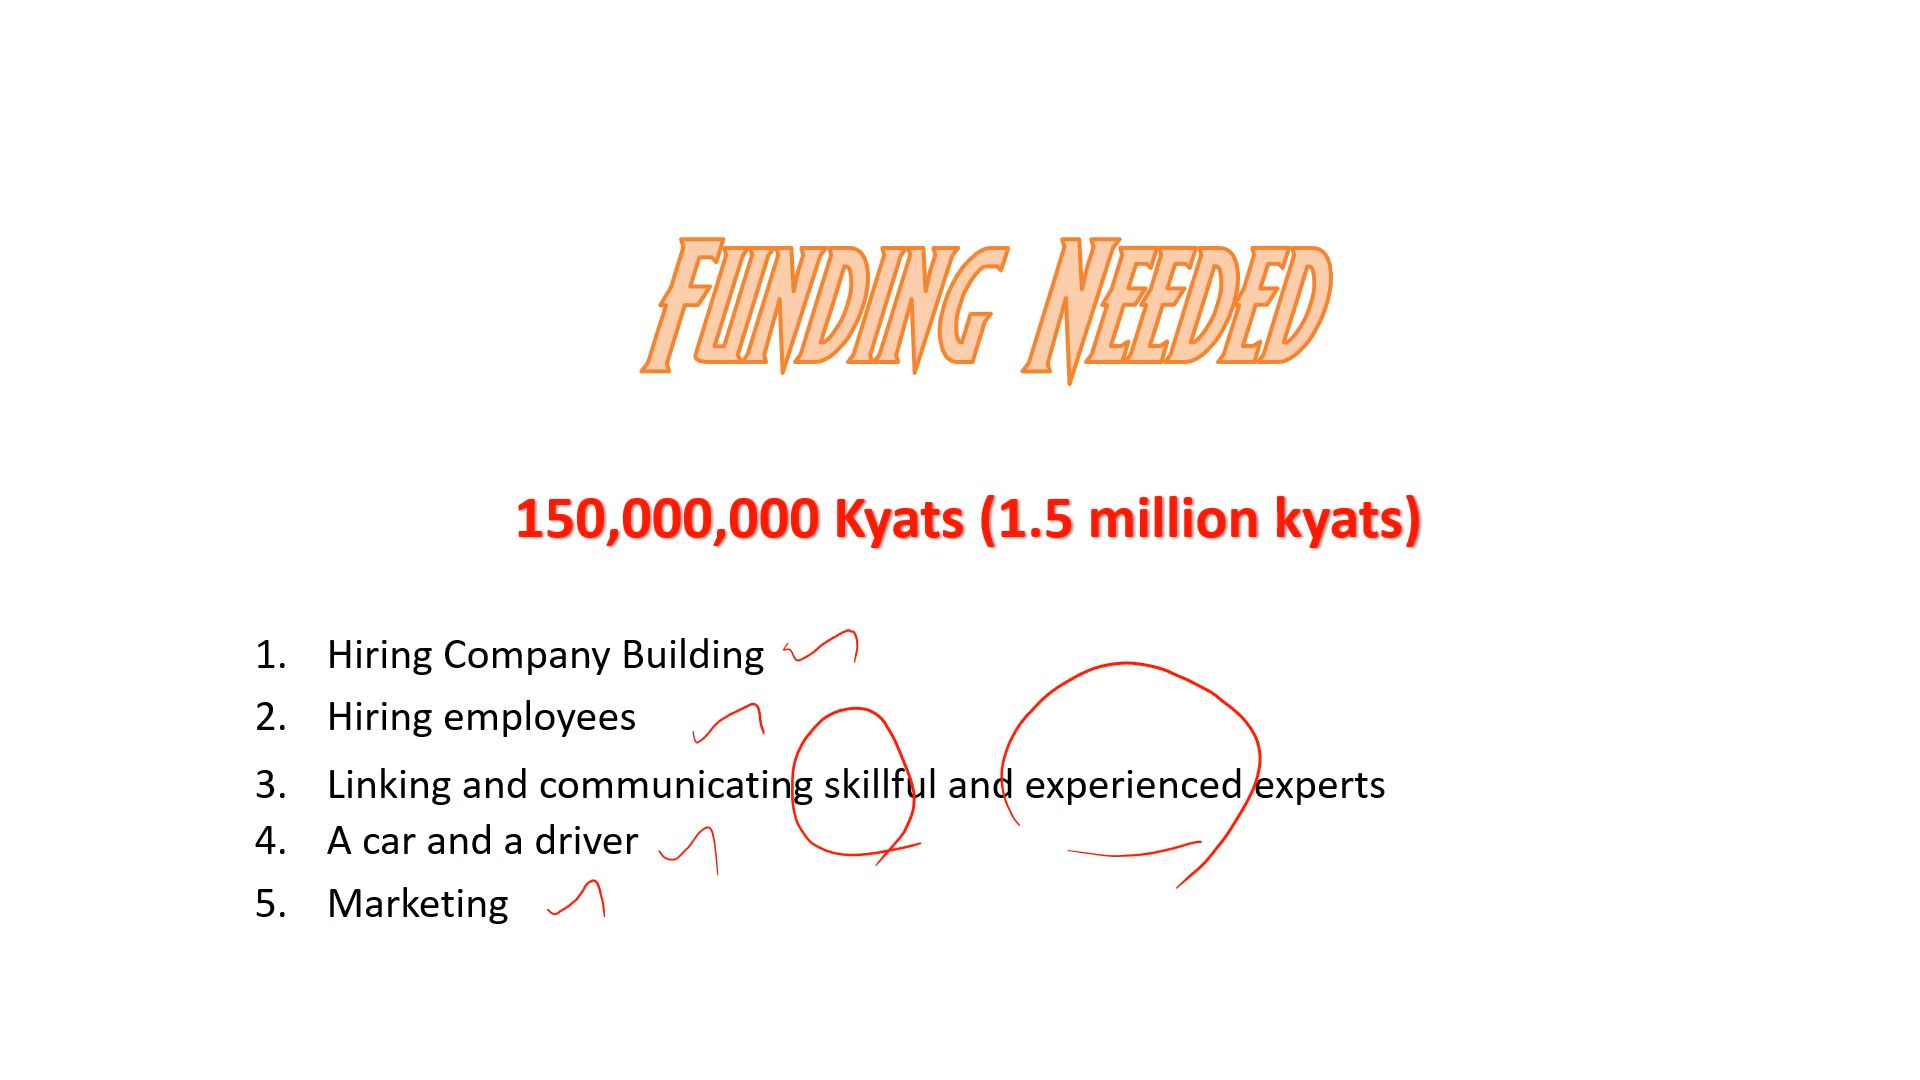 Funding Needed
150,000,000 Kyats (1.5 million kyats)
1. Hiring Company Building
2. Hiring employees
3. Linking and communicating skillful and experienced experts
4. A car and a driver
5. Marketing